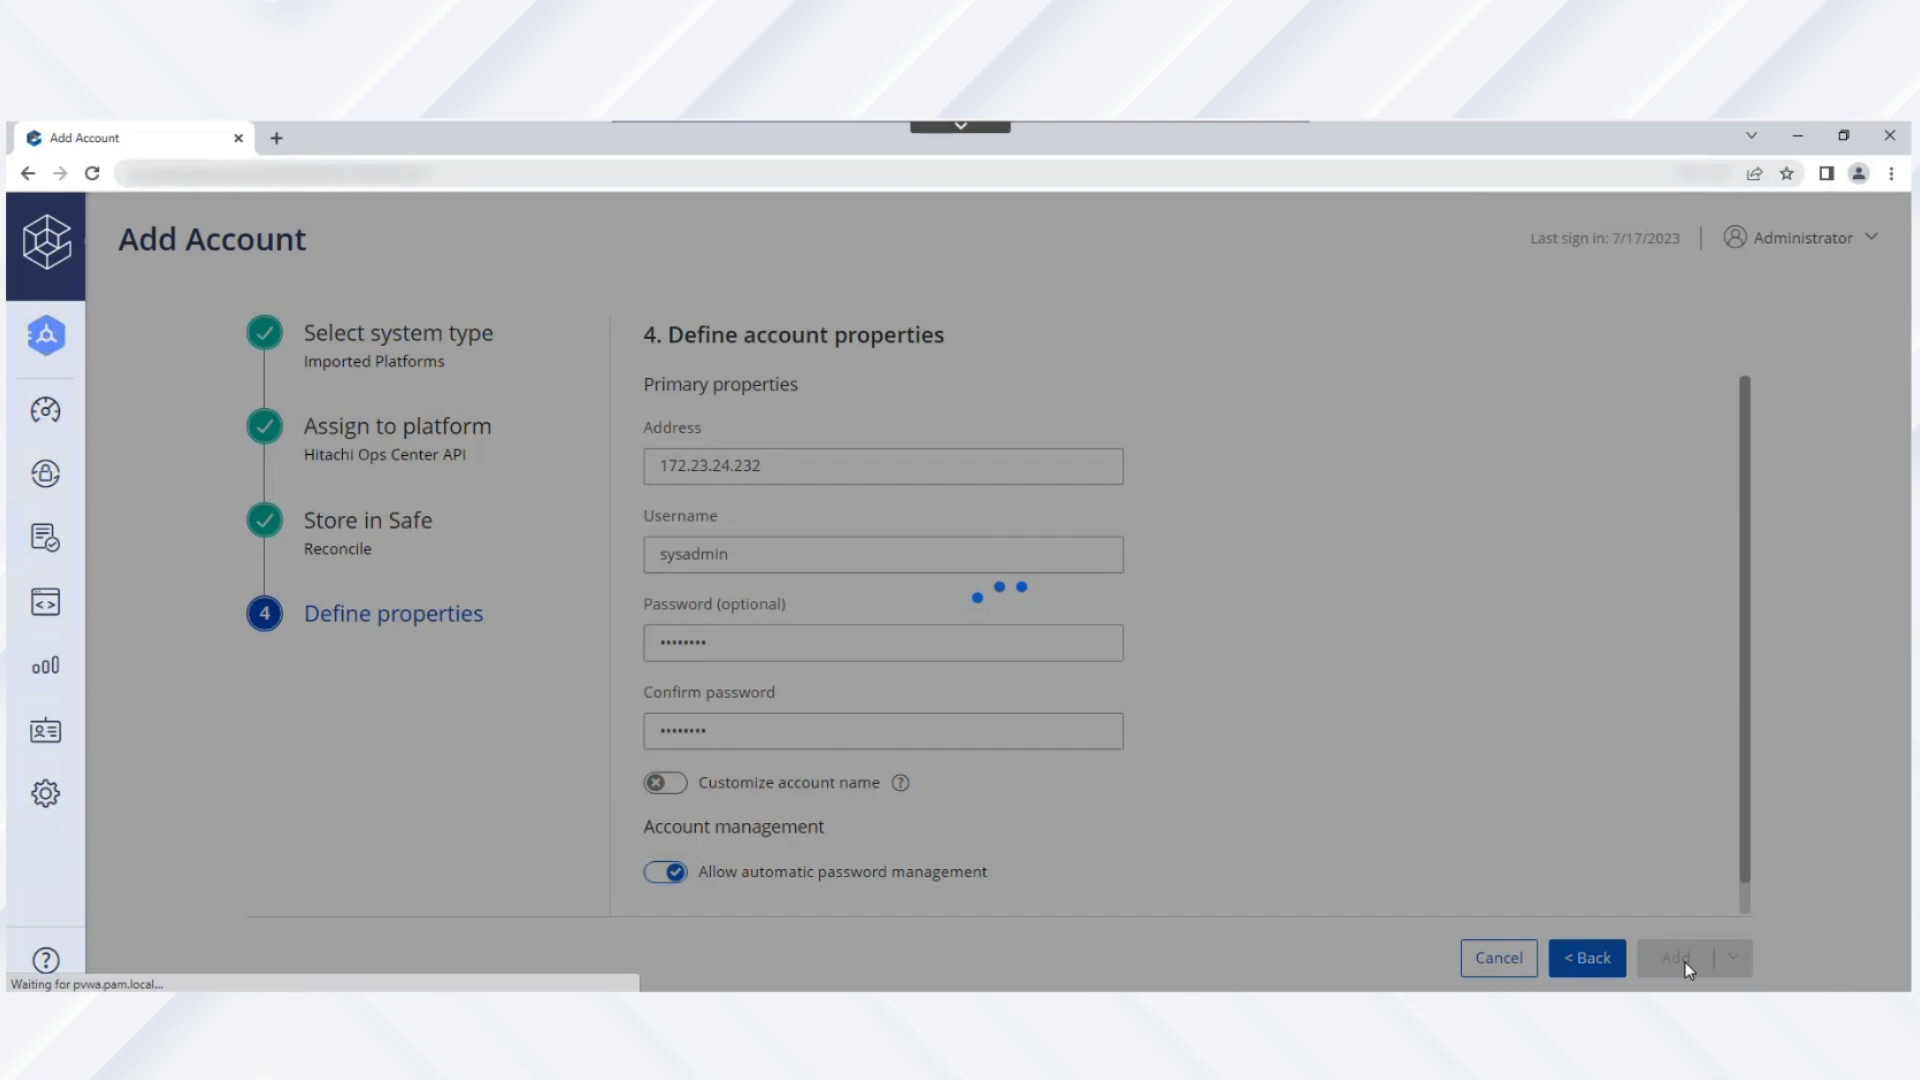 Add Account
Add Account
Last sign in: 7/17/2023
Administrator
Select system type
Imported Platforms
Assign to platform
Hitachi Ops Center API
Store in Safe
Reconcile
4
Define properties
4. Define account properties
Primary properties
Address
172.23.24.232
Username
sysadmin
Password (optional)
••••••••
Confirm password
••••••••
Customize account name
Account management
Allow automatic password management
Cancel
< Back
Add
Waiting for pvwa.pam.local...